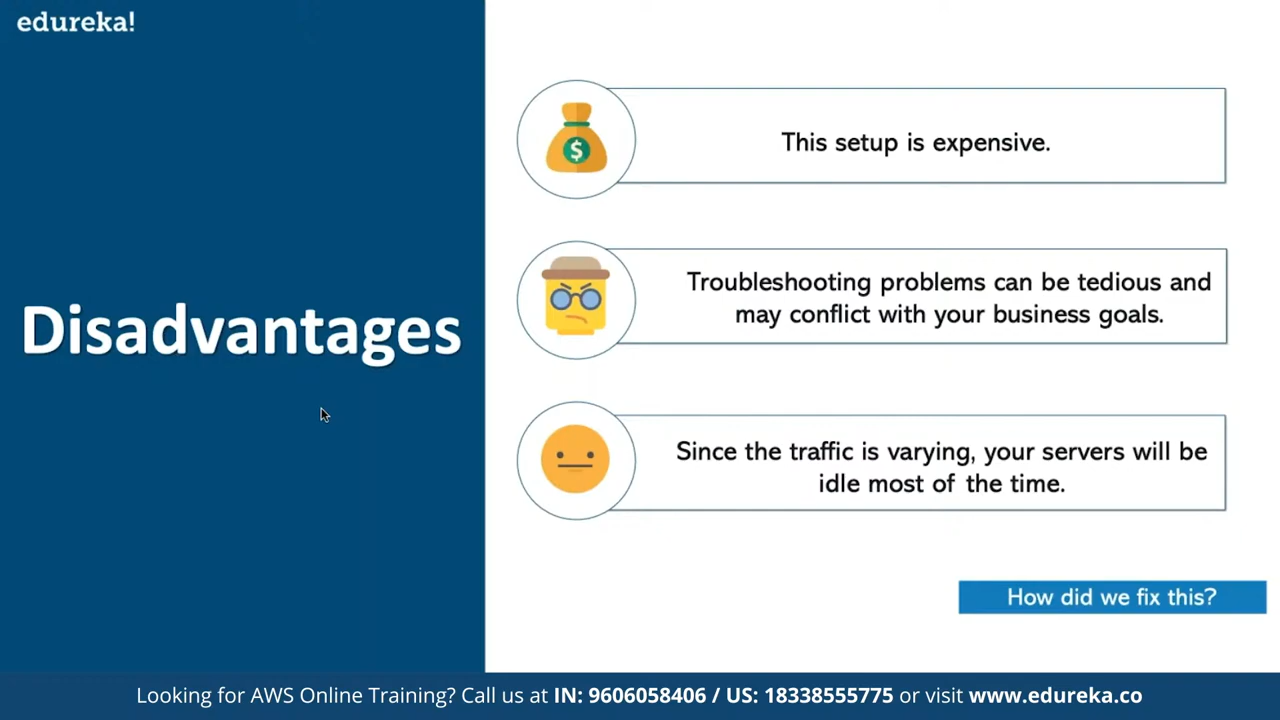 edureka!
Disadvantages
This setup is expensive.
Troubleshooting problems can be tedious and
may conflict with your business goals.
Since the traffic is varying, your servers will be
idle most of the time.
How did we fix this?
Looking for AWS Online Training? Call us at IN: 9606058406 / US: 18338555775 or visit www.edureka.co